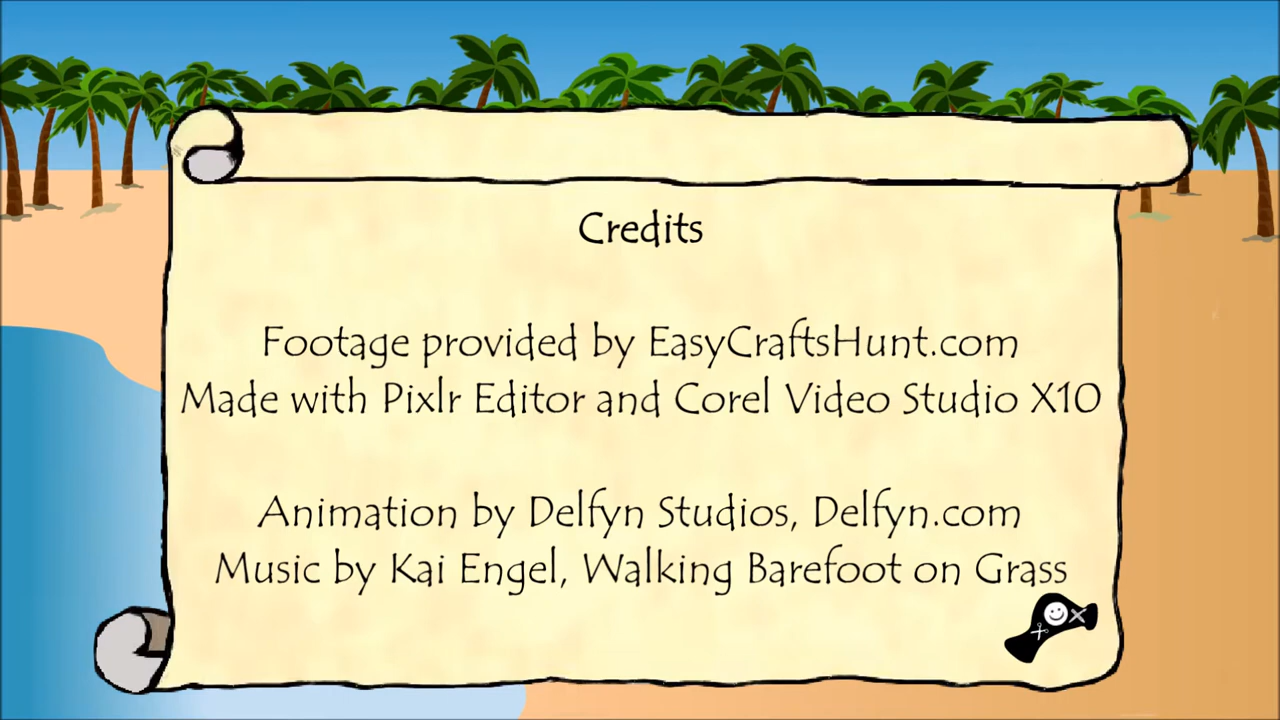 Credits
Footage provided by EasyCraftsHunt.com
Made with Pixlr Editor and Corel Video Studio X10
Animation by Delfyn Studios, Delfyn.com
Music by Kai Engel, Walking Barefoot on Grass